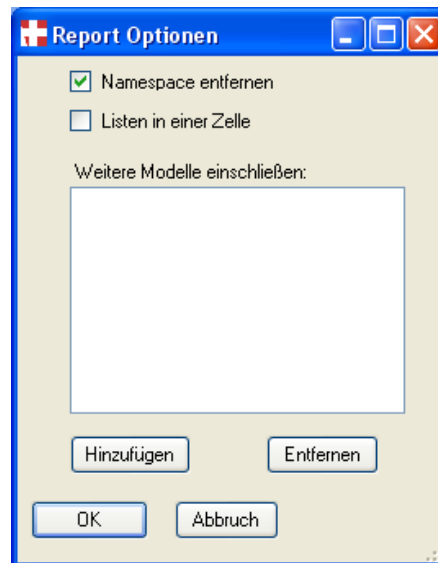 Report Optionen
Namespace entfernen
Listen in einer Zelle
Weitere Modelle einschließen:
Hinzufügen Entfernen
OK Abbruch